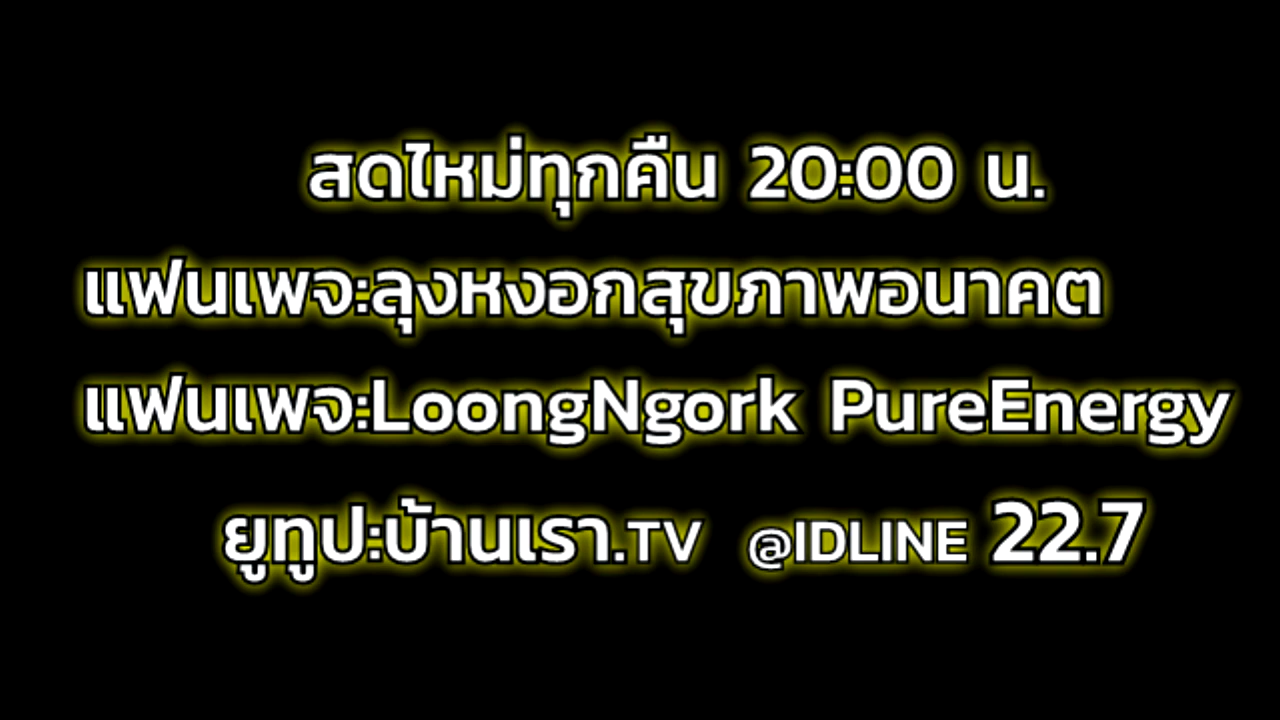 สดไหม่ทุกคืน 20:00 น.
แฟนเพจ:ลุงหงอกสุขภาพอนาคต
แฟนเพจ:LoongNgork PureEnergy
ยูทูป:บ้านเรา.TV @IDLINE 22.7